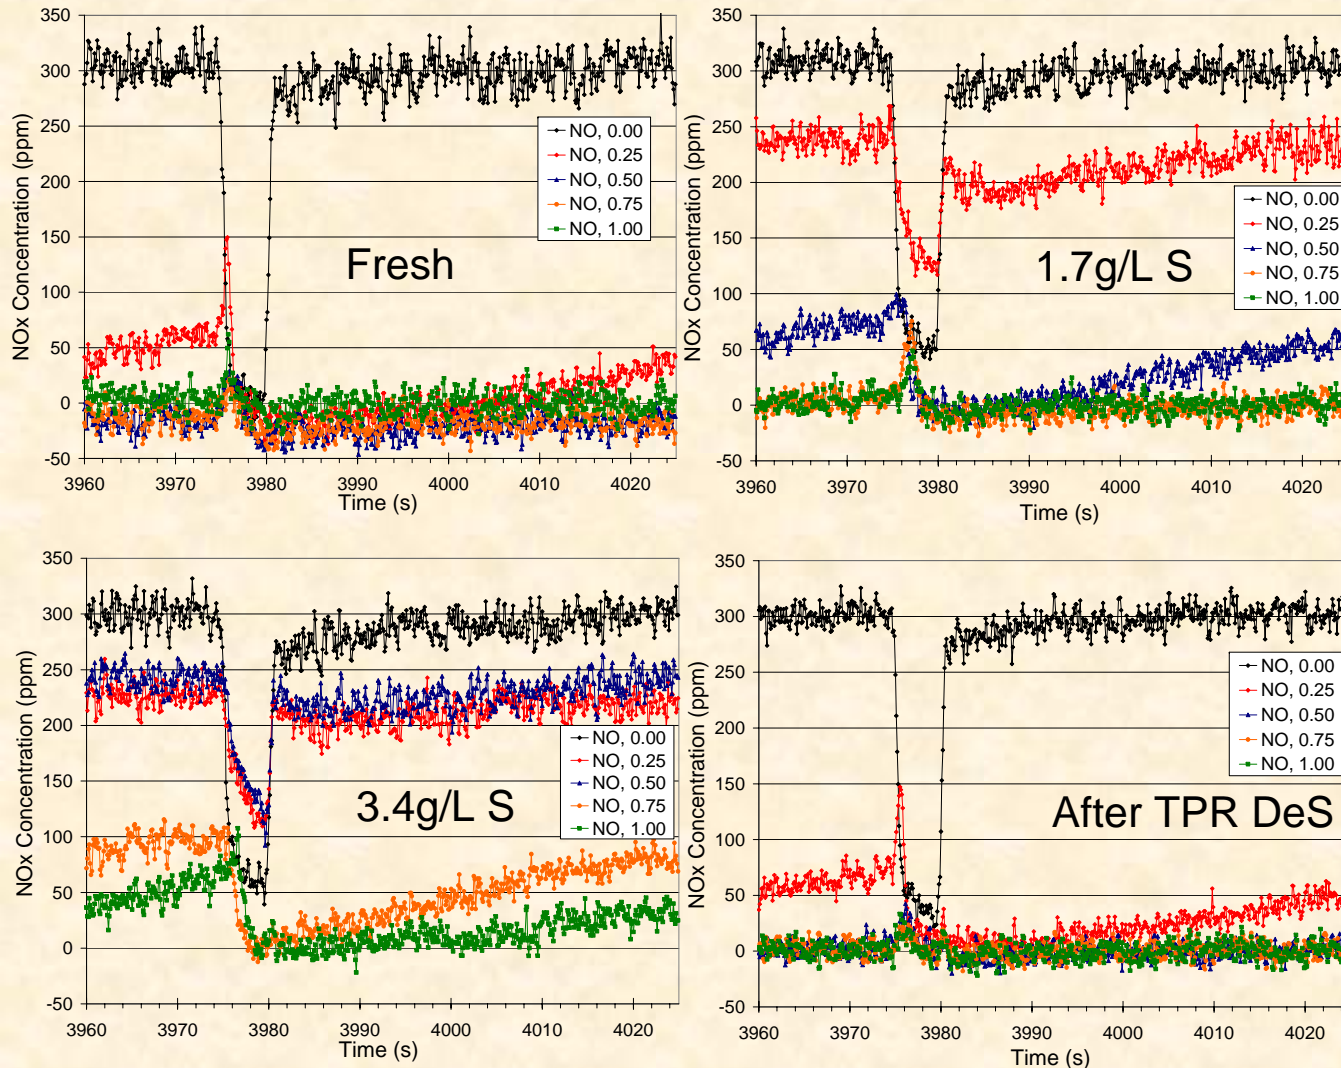 NOx Concentration (ppm)
350
300
250
200
150
100
50
0
-50
NO, 0.00
NO, 0.25
NO, 0.50
NO, 0.75
NO, 1.00
Fresh
3960 3970 3980 3990 4000 4010 4020
Time (s)
NOx Concentration (ppm)
350
300
250
200
150
100
50
0
-50
NO, 0.00
NO, 0.25
NO, 0.50
NO, 0.75
NO, 1.00
1.7g/L S
3960 3970 3980 3990 4000 4010 4020
Time (s)
NOx Concentration (ppm)
350
300
250
200
150
100
50
0
-50
NO, 0.00
NO, 0.25
NO, 0.50
NO, 0.75
NO, 1.00
3.4g/L S
3960 3970 3980 3990 4000 4010 4020
Time (s)
NOx Concentration (ppm)
350
300
250
200
150
100
50
0
-50
NO, 0.00
NO, 0.25
NO, 0.50
NO, 0.75
NO, 1.00
After TPR DeS
3960 3970 3980 3990 4000 4010 4020
Time (s)